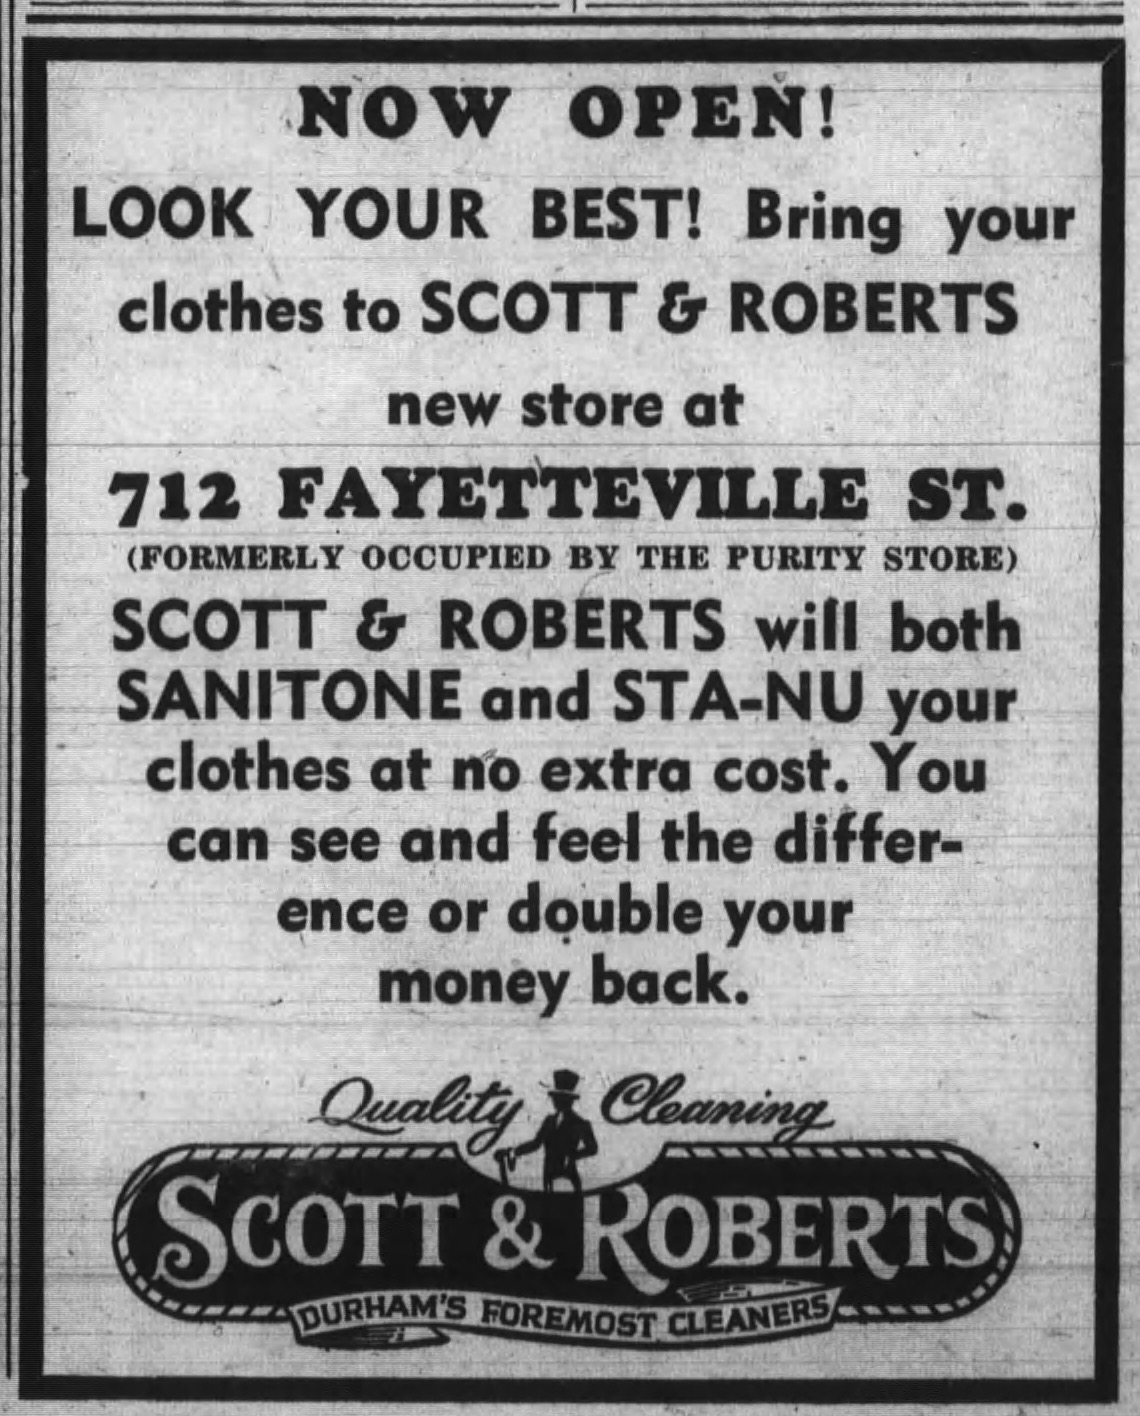 NOW OPEN!
LOOK YOUR BEST! Bring your
clothes to SCOTT & ROBERTS
new store at
712 FAYETTEVILLE ST.
(FORMERLY OCCUPIED BY THE PURITY STORE)
SCOTT & ROBERTS will both
SANITONE and STA-NU your
clothes at no extra cost. You
can see and feel the differ-
ence or double your
money back.
Quality Cleaning
SCOTT & ROBERTS
DURHAM'S FOREMOST CLEANERS